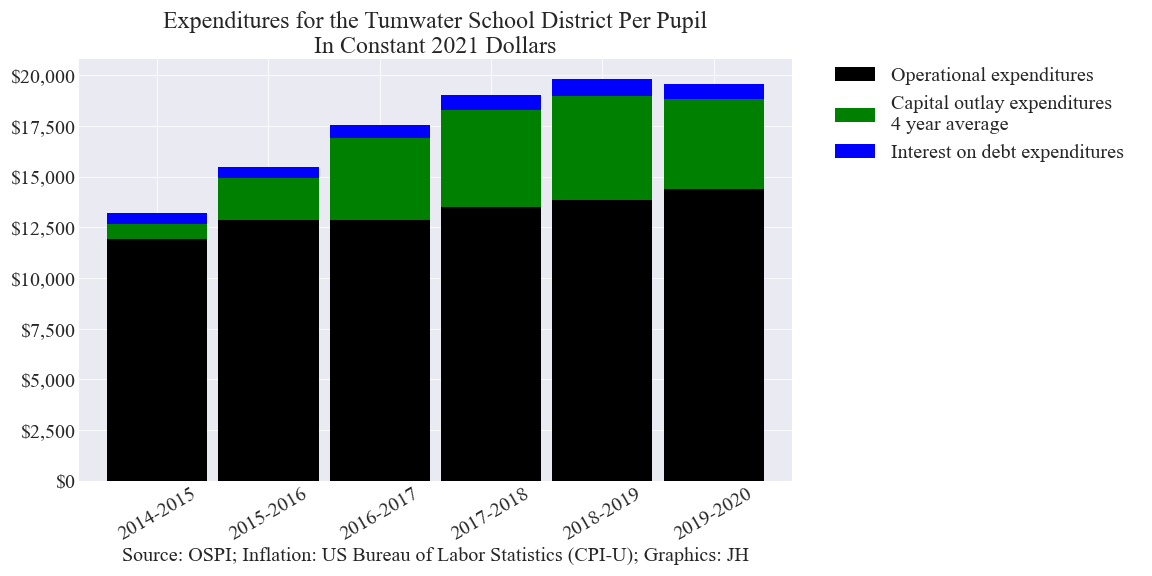 Expenditures for the Tumwater School District Per Pupil
In Constant 2021 Dollars
$20,000
$17,500
$15,000
$12,500
$10,000
$7,500
$5,000
$2,500
$0
2014-2015
2015-2016
2016-2017
2017-2018
2018-2019
2019-2020
Source: OSPI; Inflation: US Bureau of Labor Statistics (CPI-U); Graphics: JH
Operational expenditures
Capital outlay expenditures
4 year average
Interest on debt expenditures